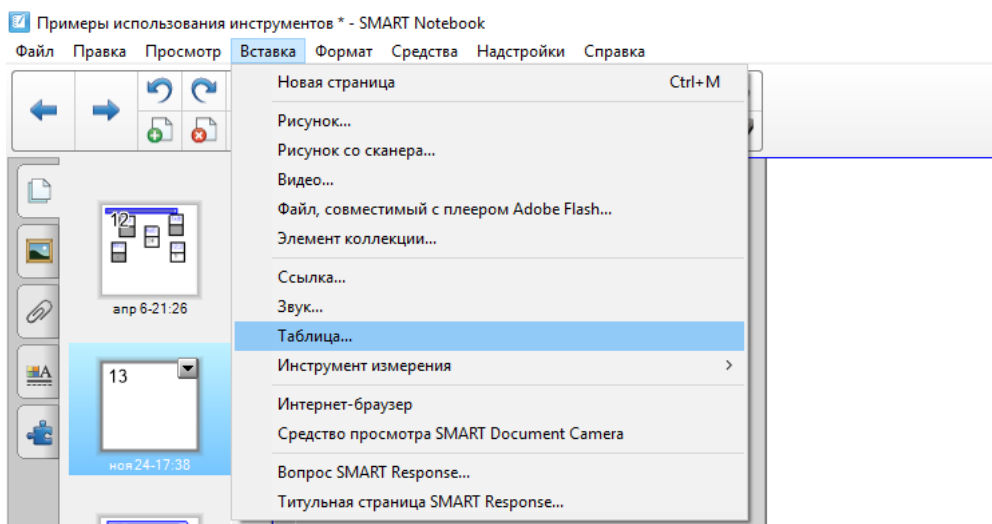 Примеры использования инструментов * - SMART Notebook
Файл Правка Просмотр Вставка Формат Средства Надстройки Справка
Новая страница Ctrl+M
Рисунок...
Рисунок со сканера...
Видео...
Файл, совместимый с плеером Adobe Flash...
Элемент коллекции...
Ссылка...
Звук...
Таблица...
Инструмент измерения
Интернет-браузер
Средство просмотра SMART Document Camera
Вопрос SMART Response...
Титульная страница SMART Response...
12
апр 6-21:26
13
ноя 24-17:38
A